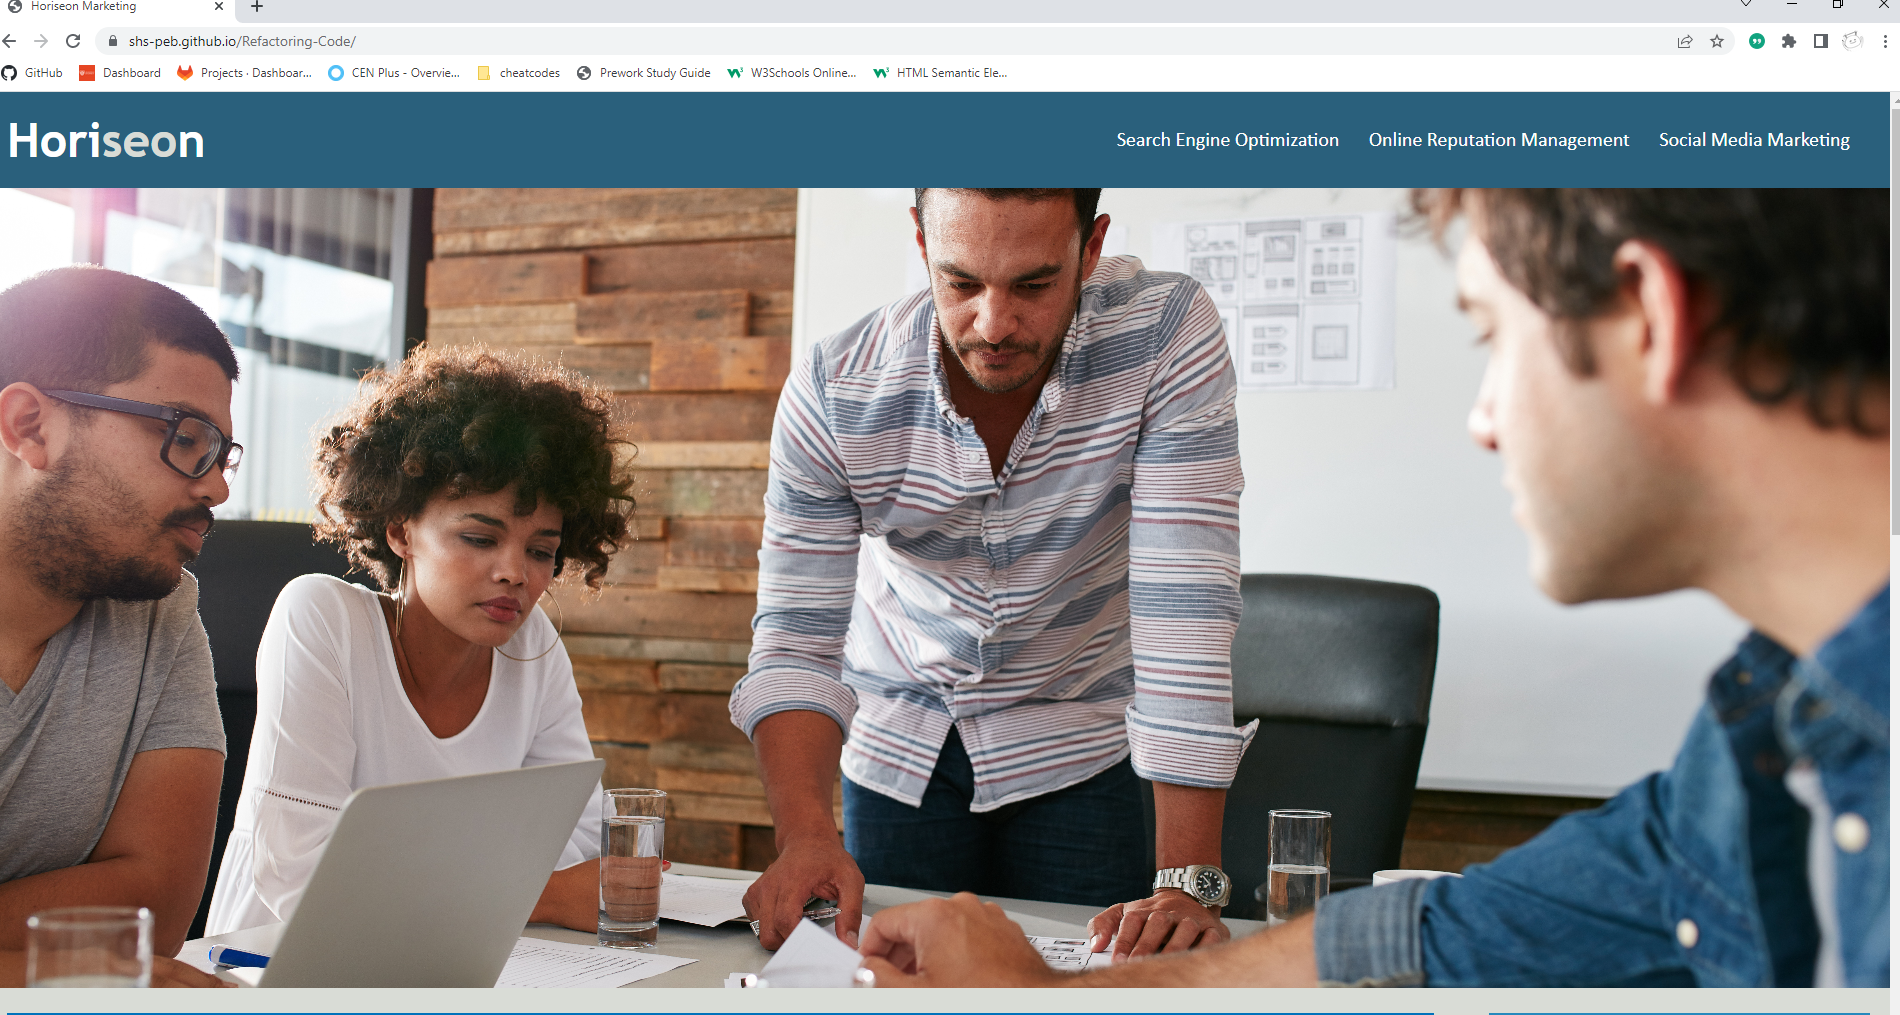 Horiseon Marketing
shs-peb.github.io/Refactoring-Code/
GitHub Dashboard Projects · Dashboar... CEN Plus - Overvie... cheatcodes Prework Study Guide W3Schools Online... HTML Semantic Ele...
Horiseon Search Engine Optimization Online Reputation Management Social Media Marketing